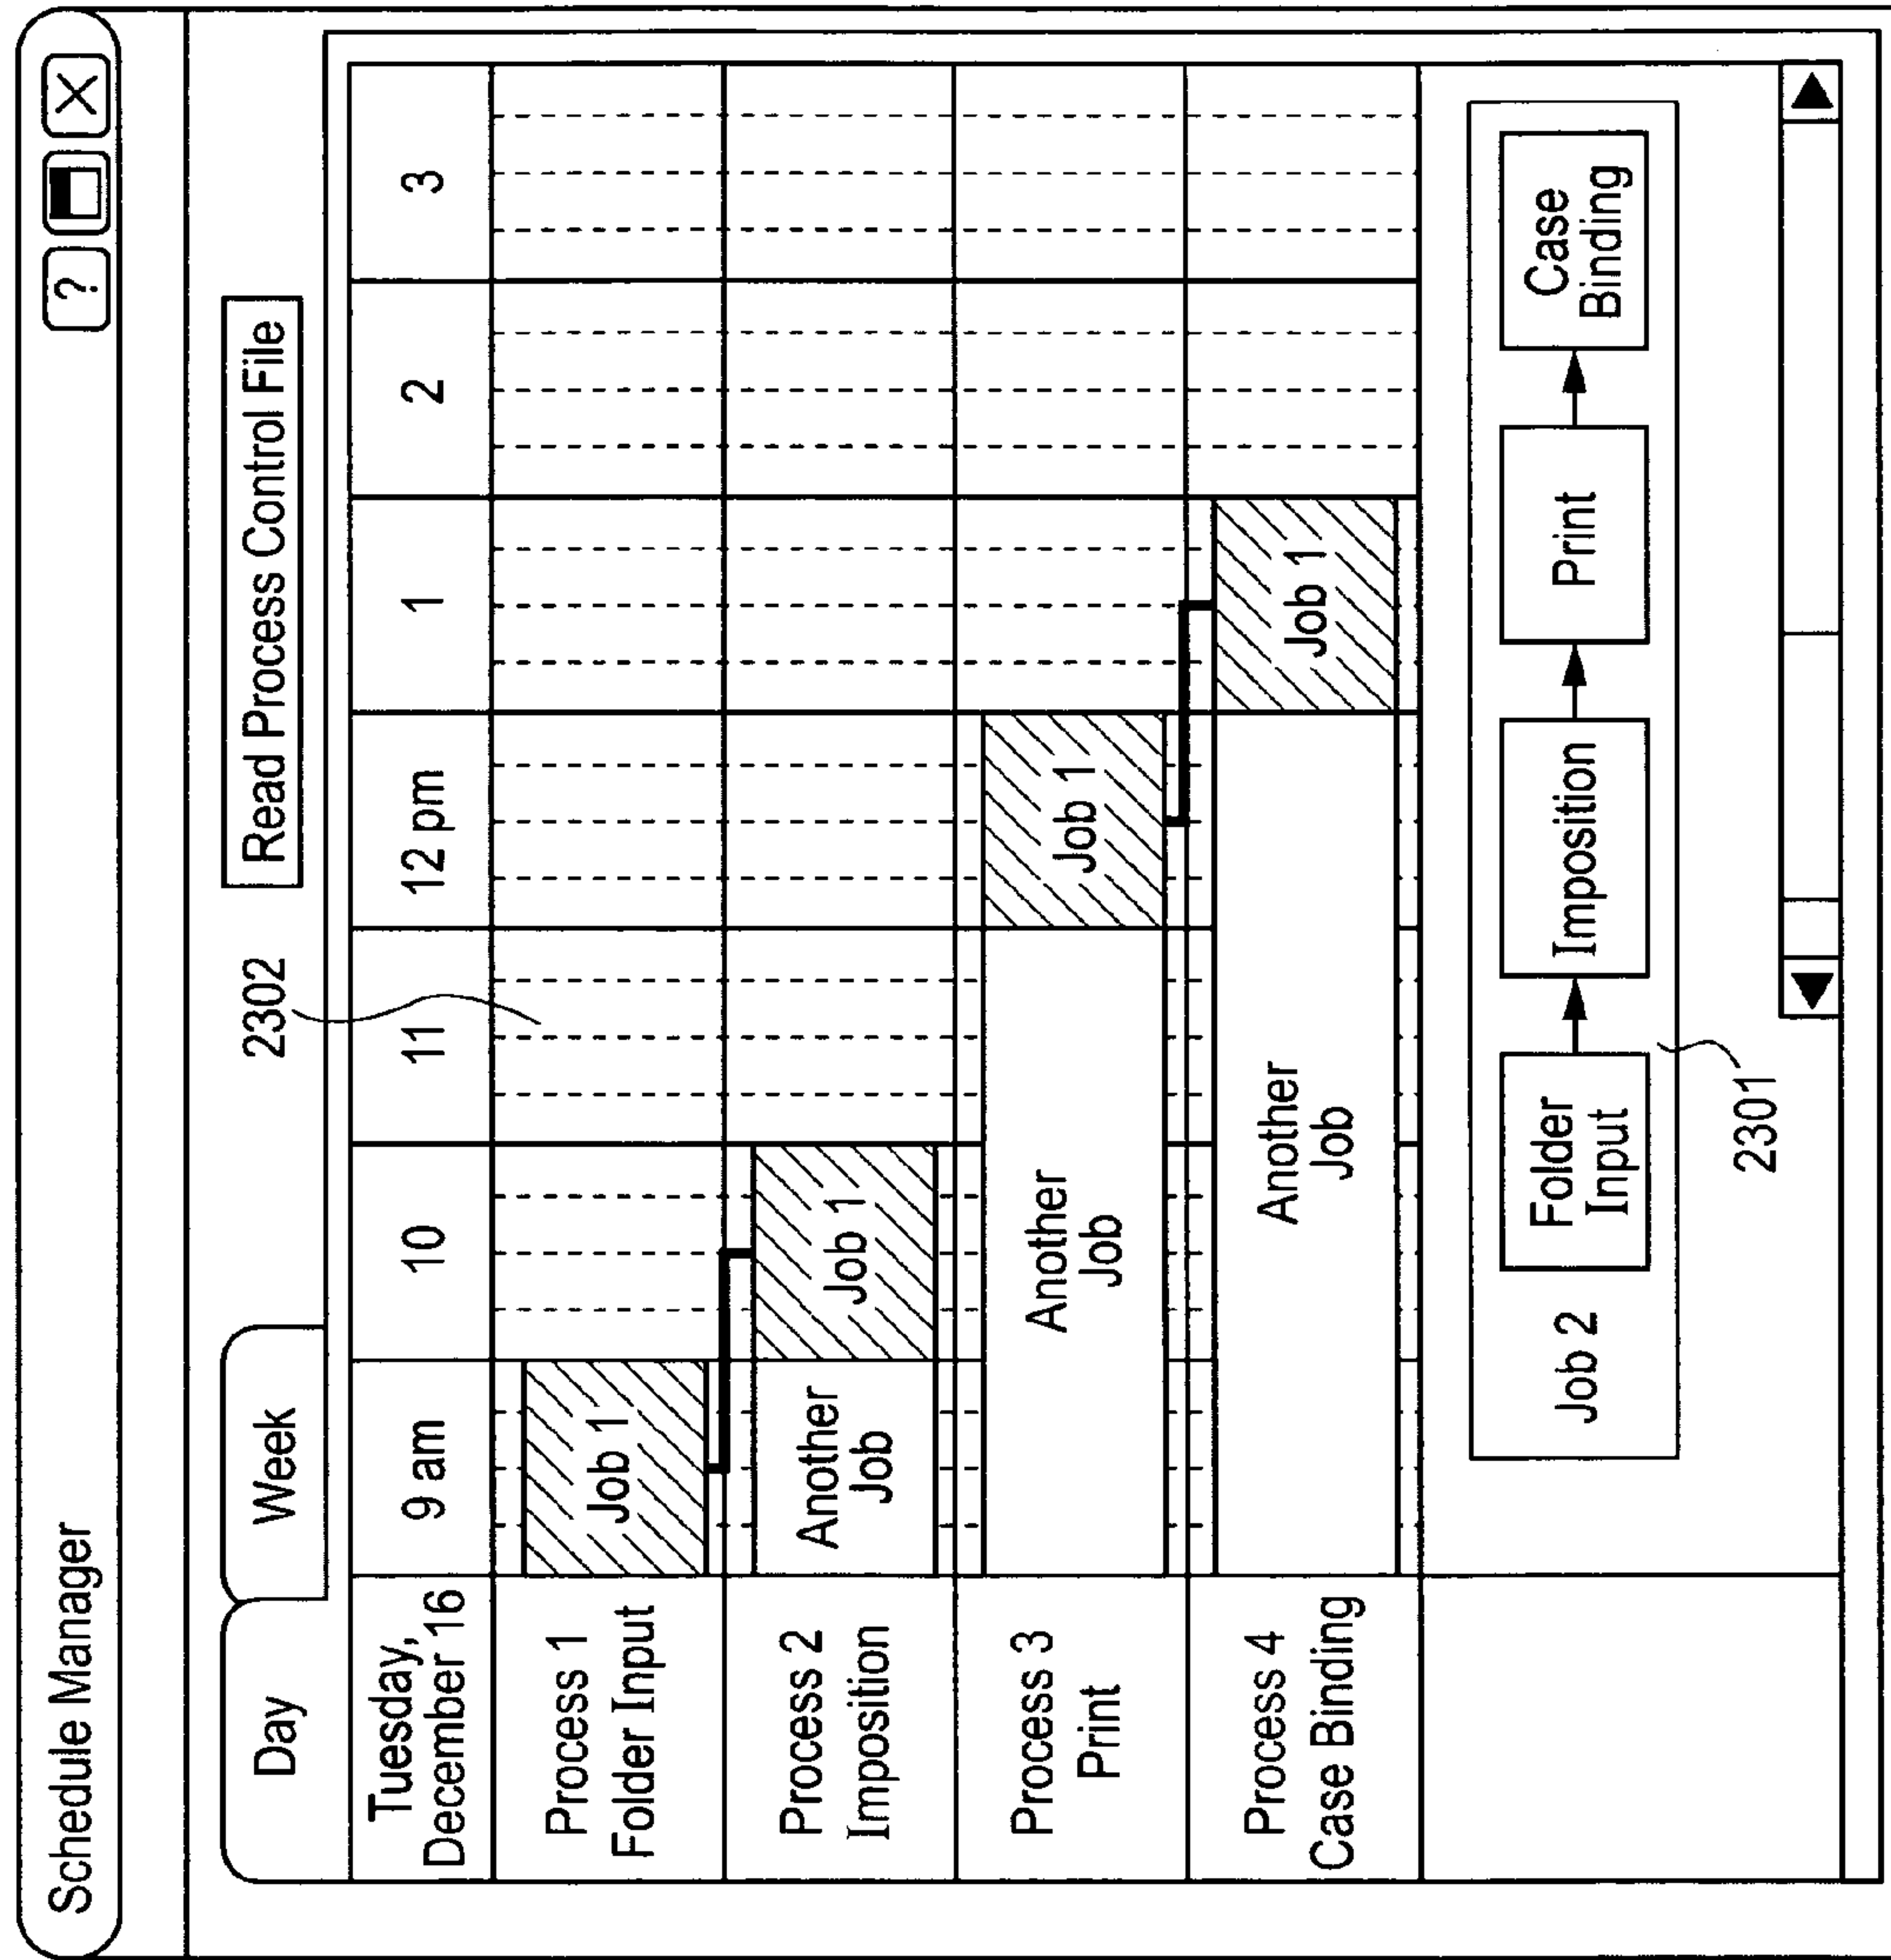 Schedule Manager
?
X
Day
Week
2302
Read Process Control File
Tuesday,
December 16
9 am
10
11
12 pm
1
2
3
Process 1
Folder Input
Job 1
Process 2
Imposition
Another
Job
Job 1
Process 3
Print
Another
Job
Job 1
Process 4
Case Binding
Another
Job
Job 1
Job 2
Folder
Input
Imposition
Print
Case
Binding
2301